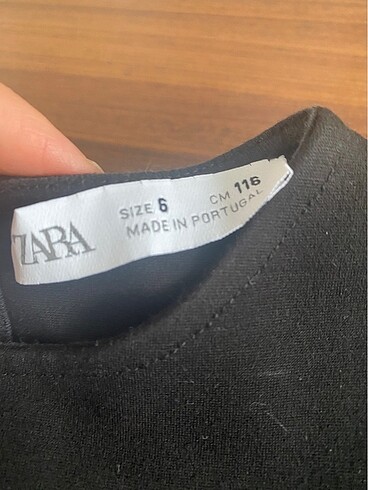 ZARA
SIZE 6 CM 116
MADE IN PORTUGAL